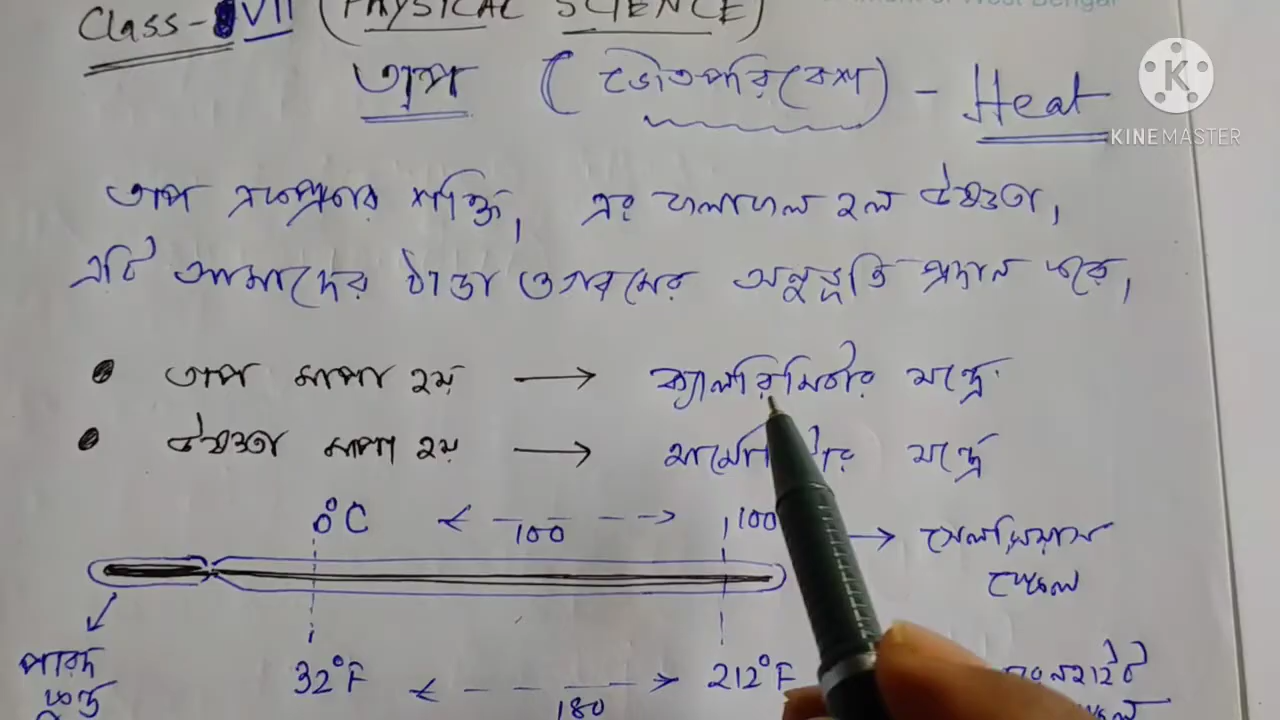 Class-VII (PHYSICAL SCIENCE)
তাপ (ভৌতপরিবেশ) - Heat
KINEMASTER
তাপ একপ্রকার শক্তি, এর ফলাফল হল উষ্ণতা,
এটি আমাদের ঠাণ্ডা ও গরমের অনুভূতি প্রদান করে,
তাপ মাপা হয় → ক্যালরিমিটার যন্ত্রে
উষ্ণতা মাপা হয় → যন্ত্রে
0°C <- 100 -> 100 → সেলসিয়াস
স্কেল
পারদ
32°F <- 180 -> 212°F